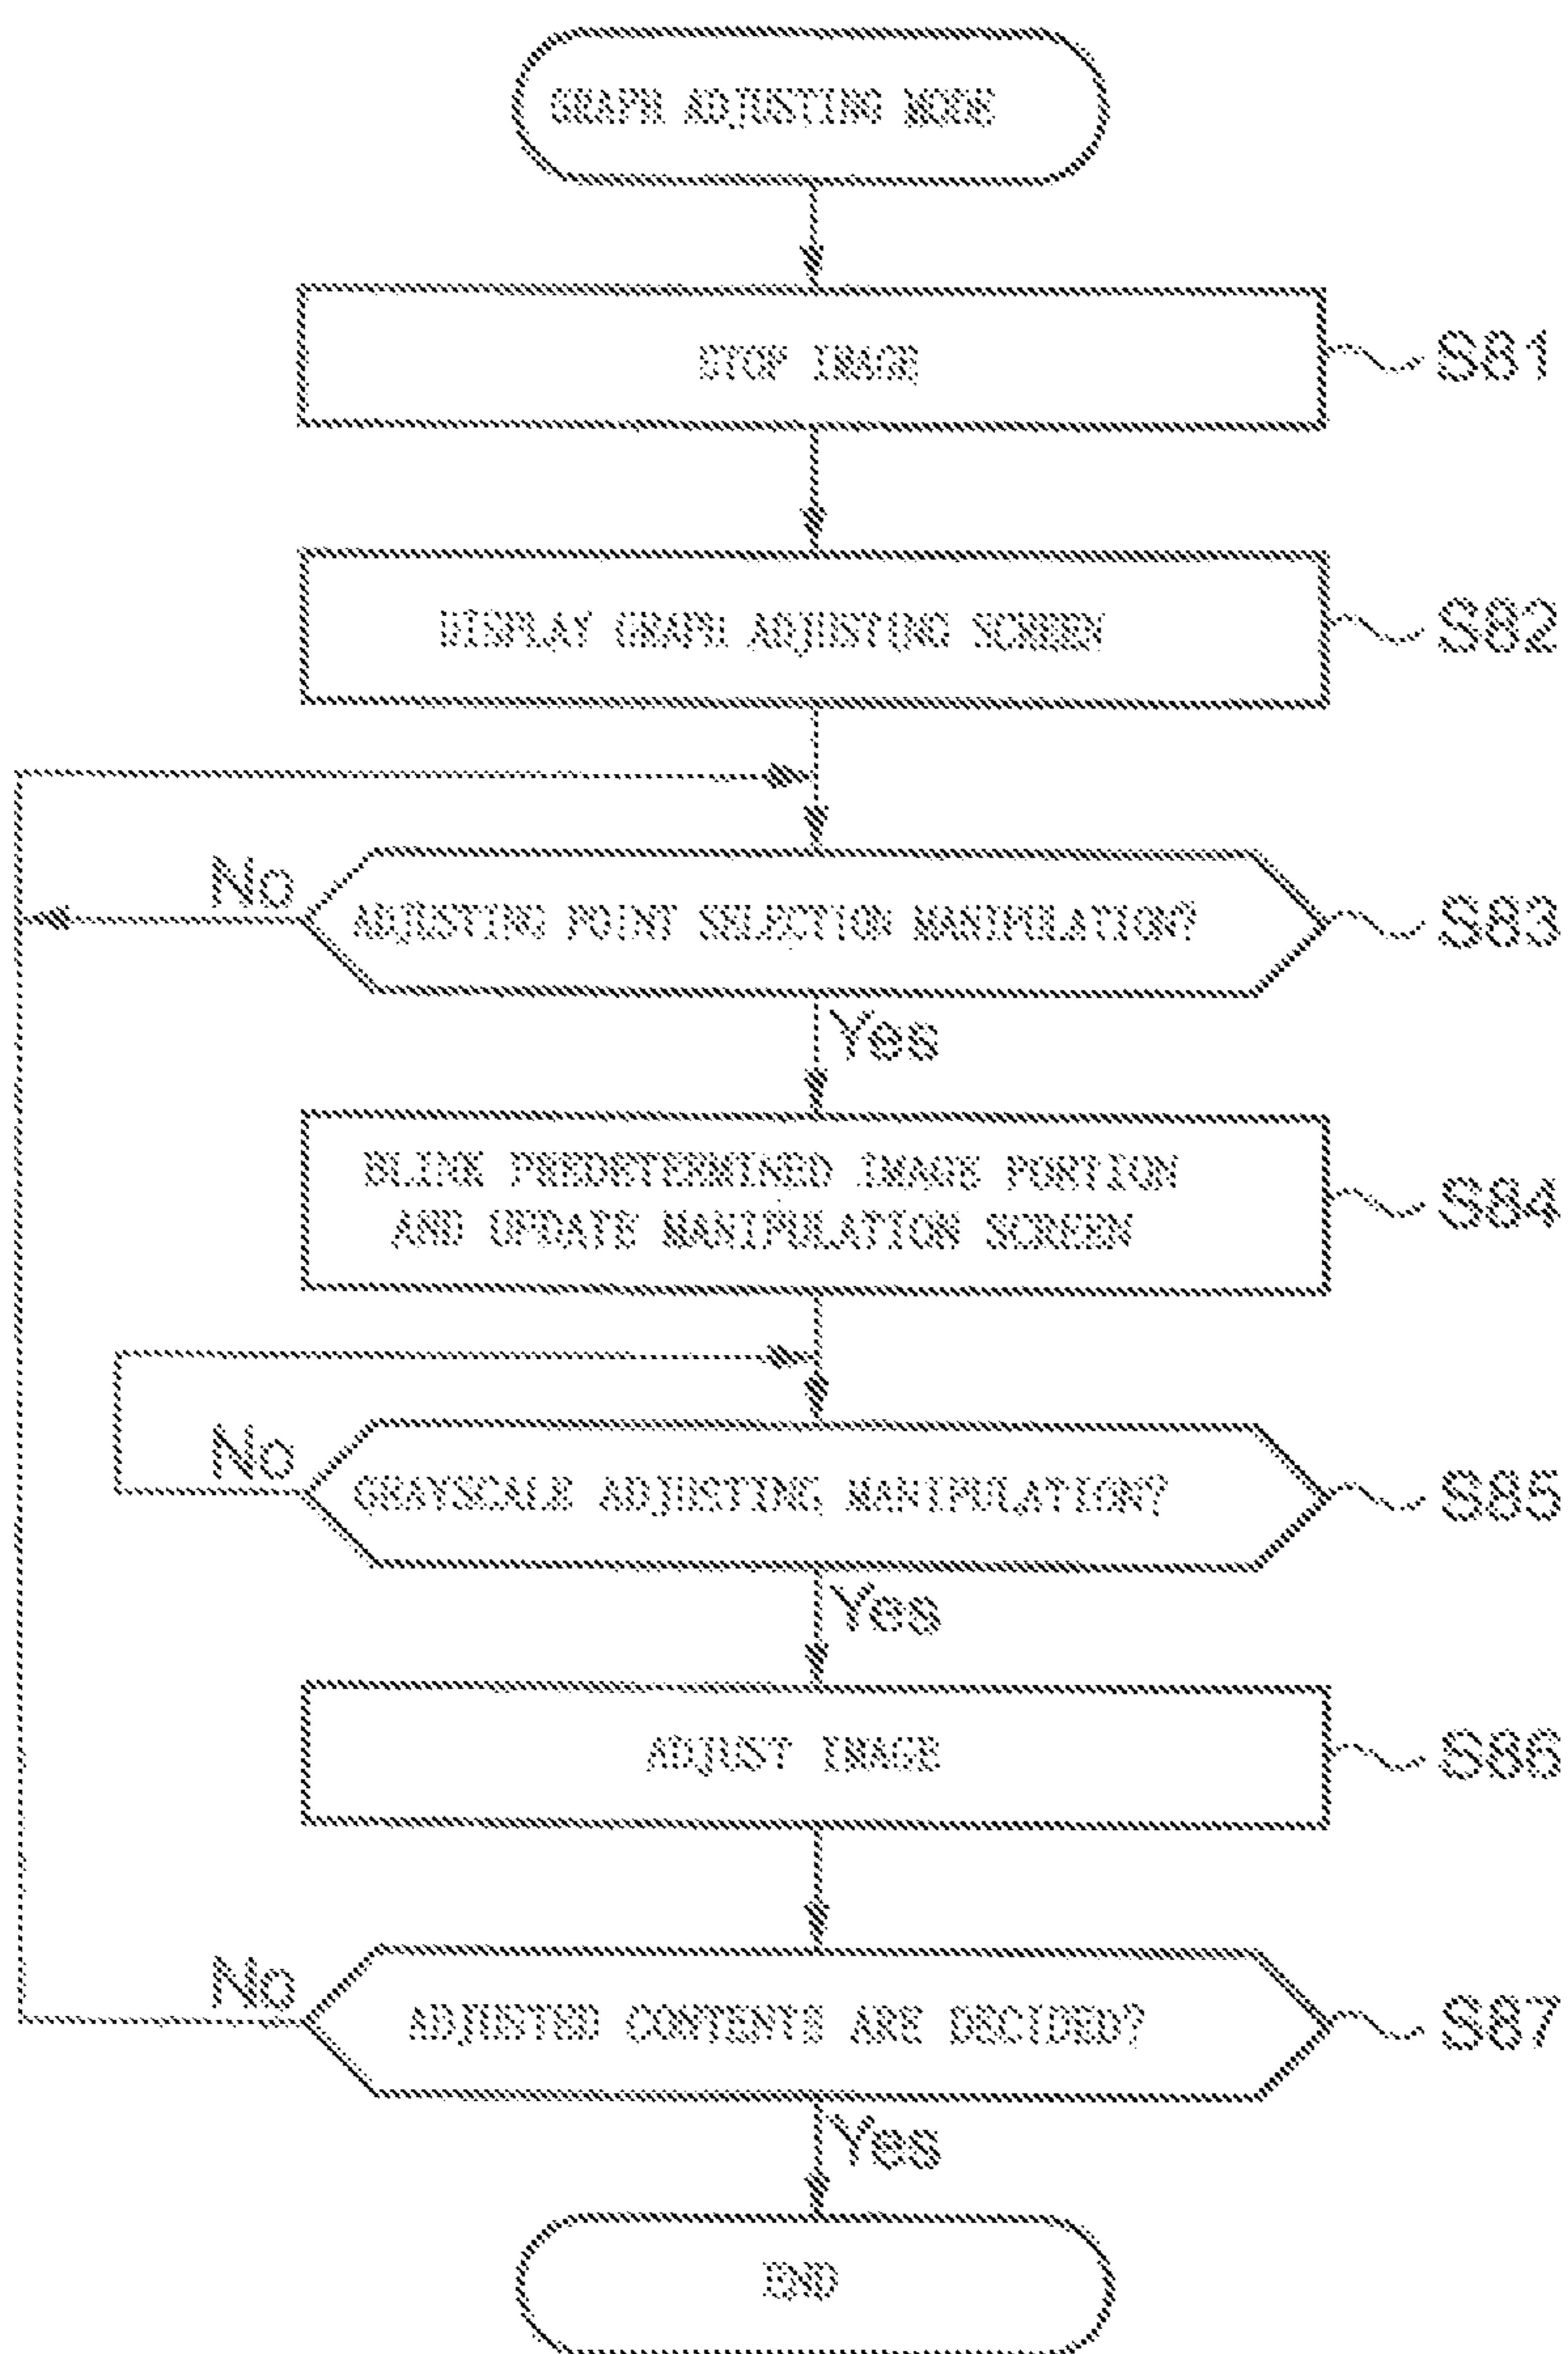 GRAPH ADJUSTING MODE
STOP IMAGE
S81
DISPLAY GRAPH ADJUSTING SCREEN
S82
No
ADJUSTING POINT SELECTION MANIPULATION?
S83
Yes
BLINK PREDETERMINED IMAGE PORTION
AND UPDATE MANIPULATION SCREEN
S84
No
GRAYSCALE ADJUSTING MANIPULATION?
S85
Yes
ADJUST IMAGE
S86
No
ADJUSTED CONTENTS ARE DECIDED?
S87
Yes
END